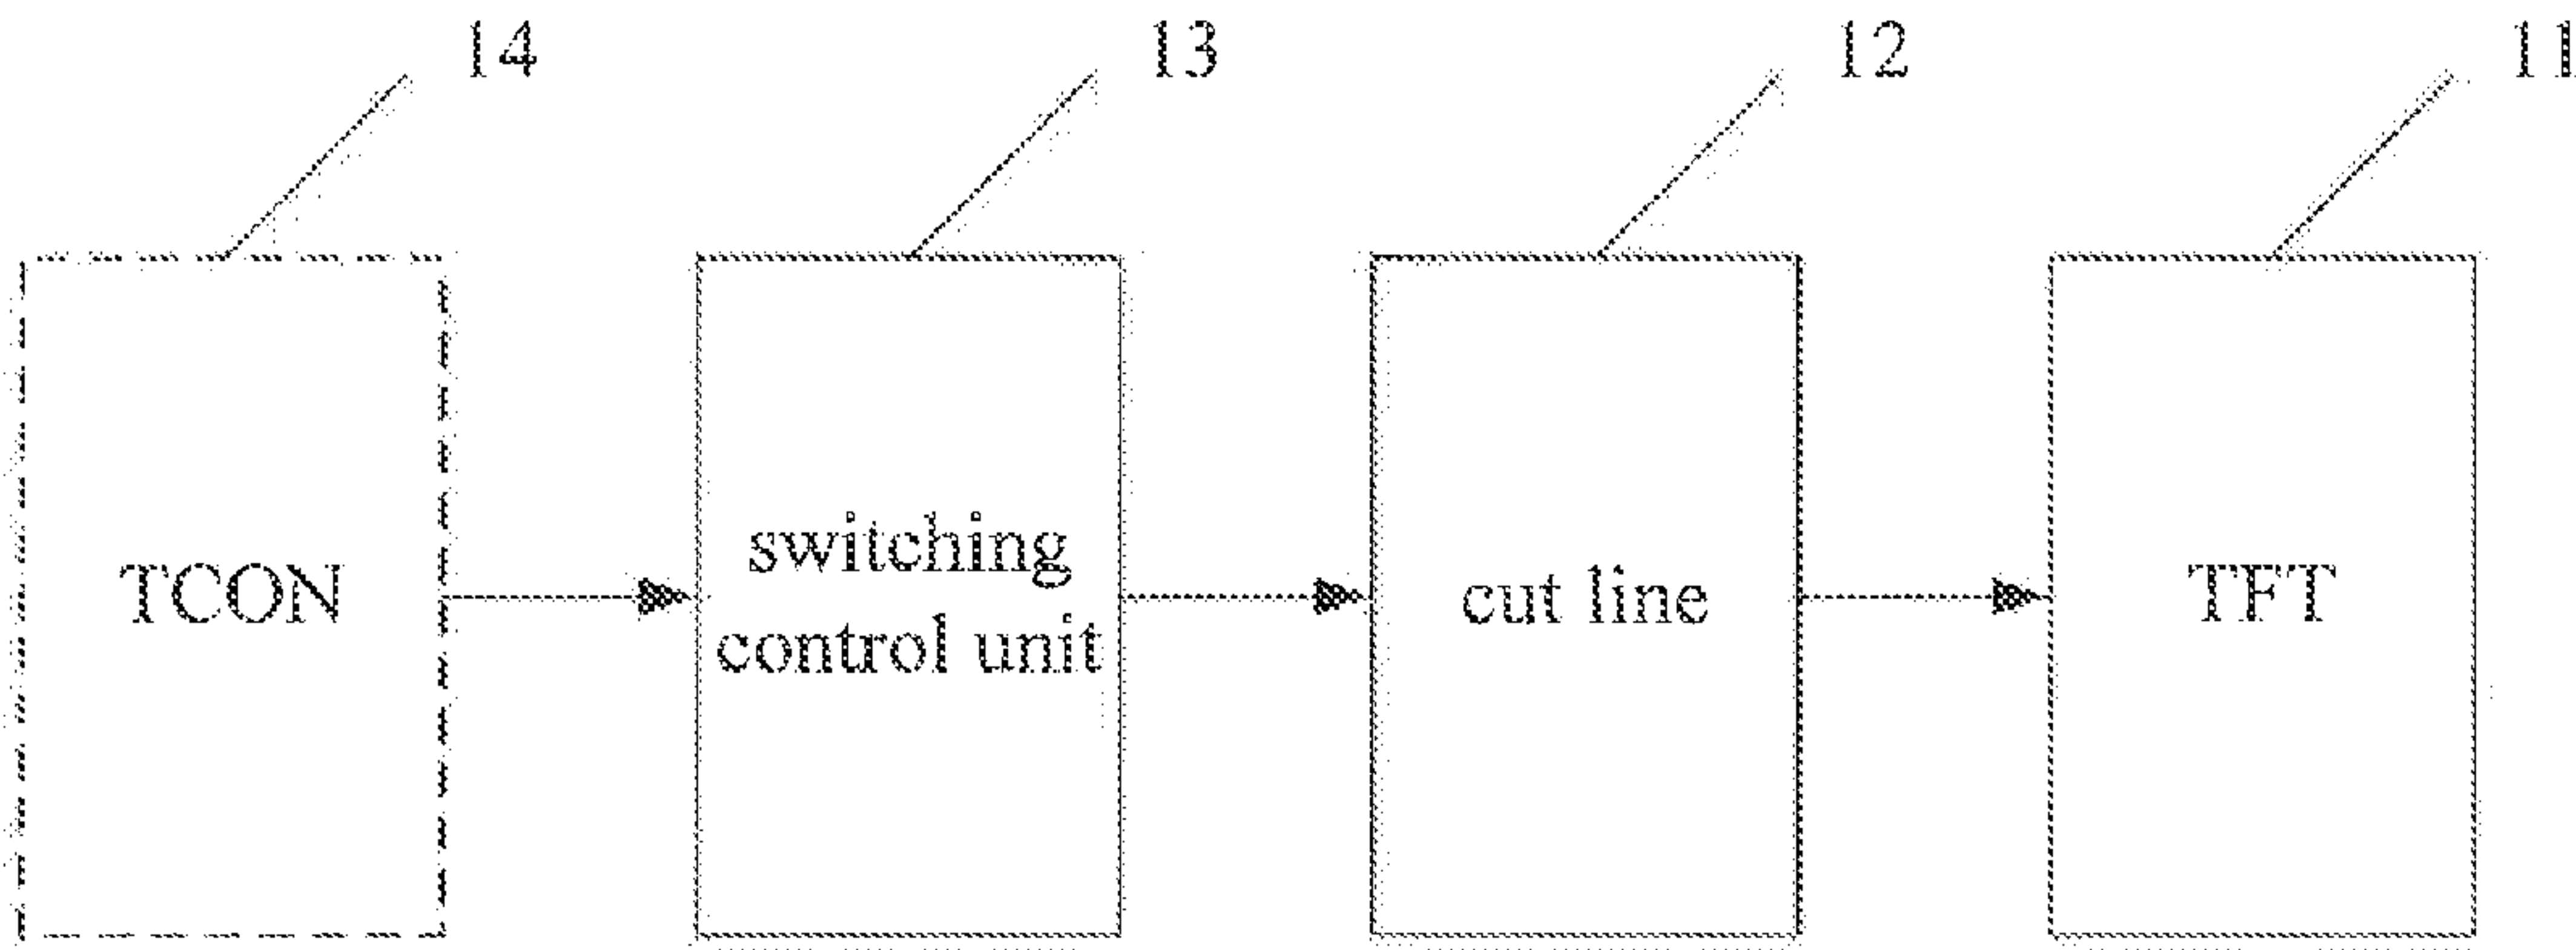 14
13
12
11
TCON
switching
control unit
cut line
TFT